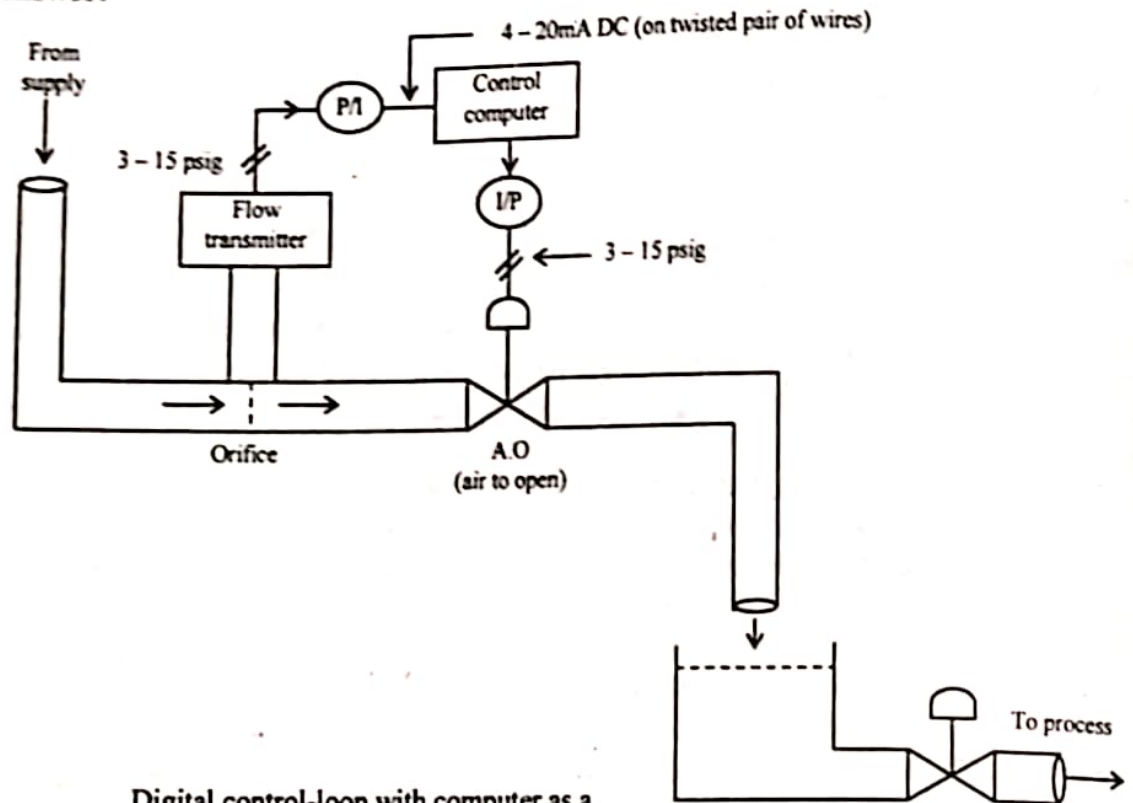 4 – 20mA DC (on twisted pair of wires)
From
supply
P/I
Control
computer
3 – 15 psig
Flow
transmitter
I/P
3 – 15 psig
Orifice
A.O
(air to open)
To process
Digital control-loop with computer as a